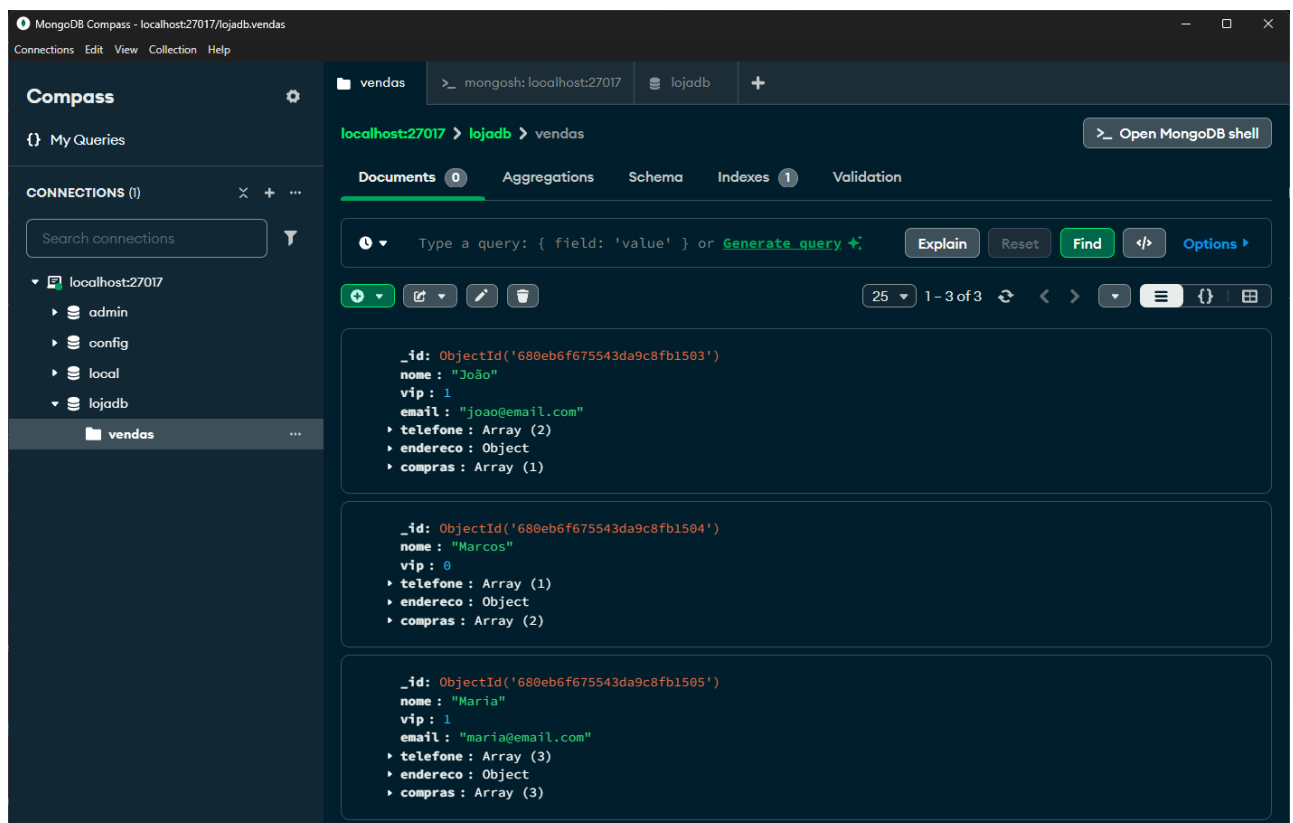 MongoDB Compass - localhost:27017/lojadb.vendas
Connections Edit View Collection Help
Compass
{} My Queries
CONNECTIONS (1)
Search connections
localhost:27017
admin
config
local
lojadb
vendas
vendas
>_ mongosh: localhost:27017
lojadb
localhost:27017 > lojadb > vendas
>_ Open MongoDB shell
Documents 0 Aggregations Schema Indexes 1 Validation
Type a query: { field: 'value' } or Generate query
Explain Reset Find </> Options
25 1 – 3 of 3 {}
_id: ObjectId('680eb6f675543da9c8fb1503')
nome : "João"
vip : 1
email : "joao@email.com"
telefone : Array (2)
endereco : Object
compras : Array (1)
_id: ObjectId('680eb6f675543da9c8fb1504')
nome : "Marcos"
vip : 0
telefone : Array (1)
endereco : Object
compras : Array (2)
_id: ObjectId('680eb6f675543da9c8fb1505')
nome : "Maria"
vip : 1
email : "maria@email.com"
telefone : Array (3)
endereco : Object
compras : Array (3)